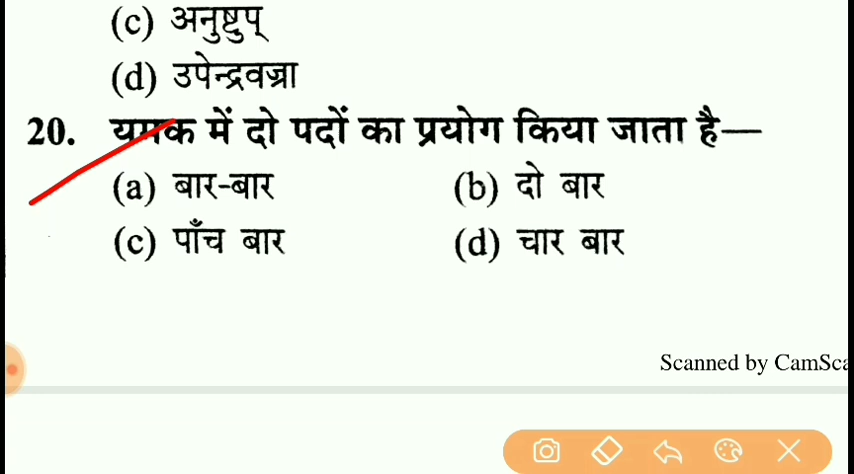 (c) अनुष्टुप्
(d) उपेन्द्रवज्रा
20. यमक में दो पदों का प्रयोग किया जाता है—
(a) बार-बार (b) दो बार
(c) पाँच बार (d) चार बार
Scanned by CamSca